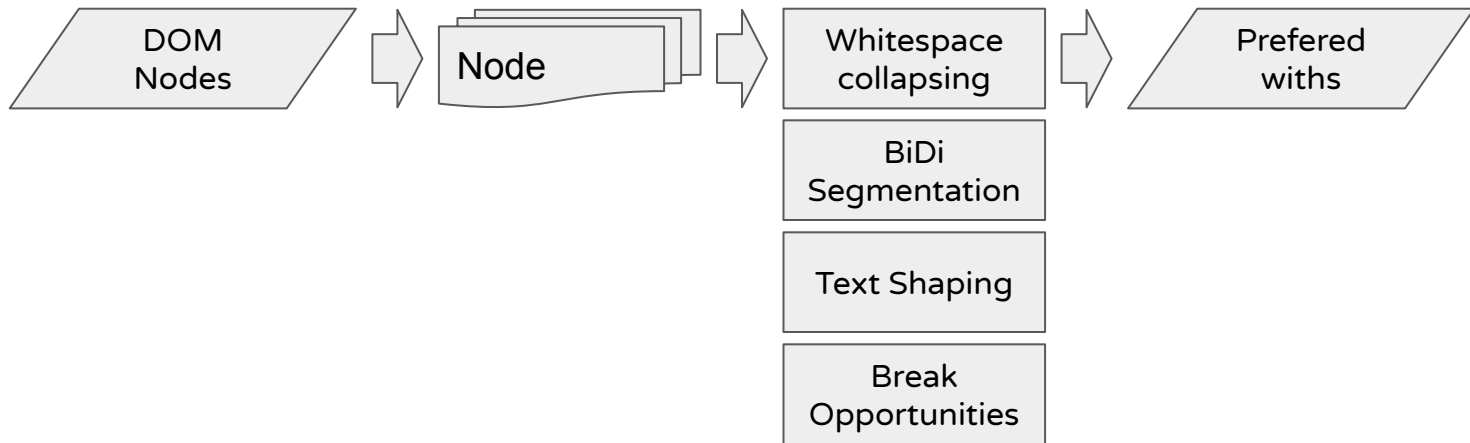 DOM
Nodes
Node
Whitespace
collapsing
Prefered
withs
BiDi
Segmentation
Text Shaping
Break
Opportunities